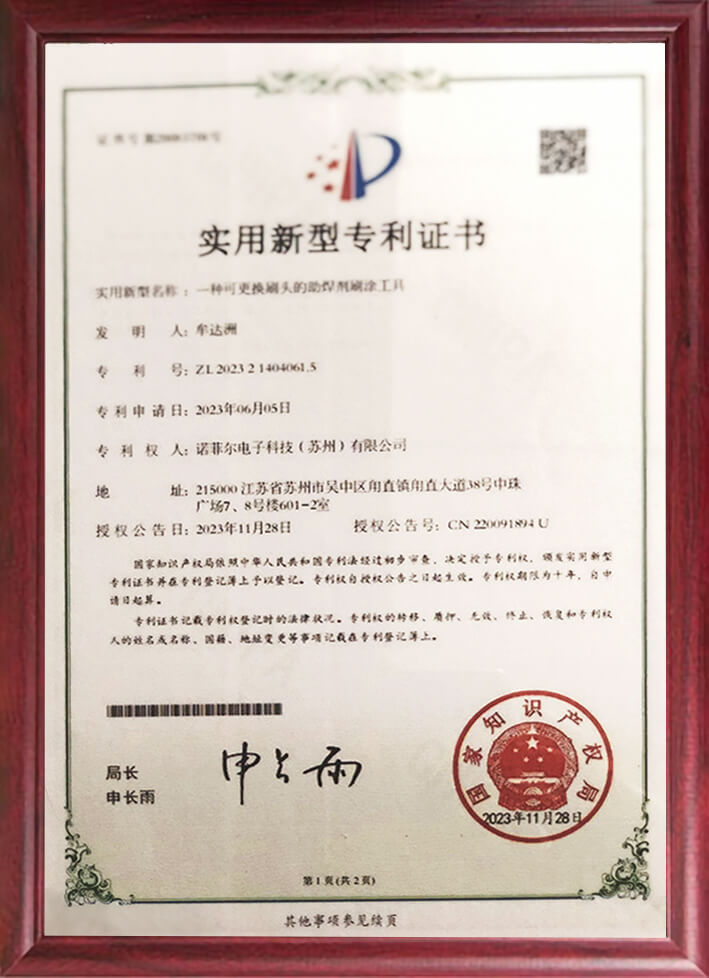 证书号第
实用新型专利证书
实用新型名称：一种可更换刷头的助焊剂刷涂工具
发明人：牟达洲
专利号：ZL 2023 2 1404061.5
专利申请日：2023年06月05日
专利权人：诺菲尔电子科技（苏州）有限公司
地址：215000 江苏省苏州市吴中区甪直镇甪直大道38号中珠
广场7、8号楼601-2室
授权公告日：2023年11月28日 授权公告号：CN 220091894 U
国家知识产权局依照中华人民共和国专利法经过初步审查，决定授予专利权，颁发实用新型
专利证书并在专利登记簿上予以登记。专利权自授权公告之日起生效。专利权期限为十年，自申
请日起算。
专利证书记载专利权登记时的法律状况。专利权的转移、质押、无效、终止、恢复和专利权
人的姓名或名称、国籍、地址变更等事项记载在专利登记簿上。
局长
申长雨
申长雨
国家知识产权局
2023年11月28日
第1页(共2页)
其他事项参见续页